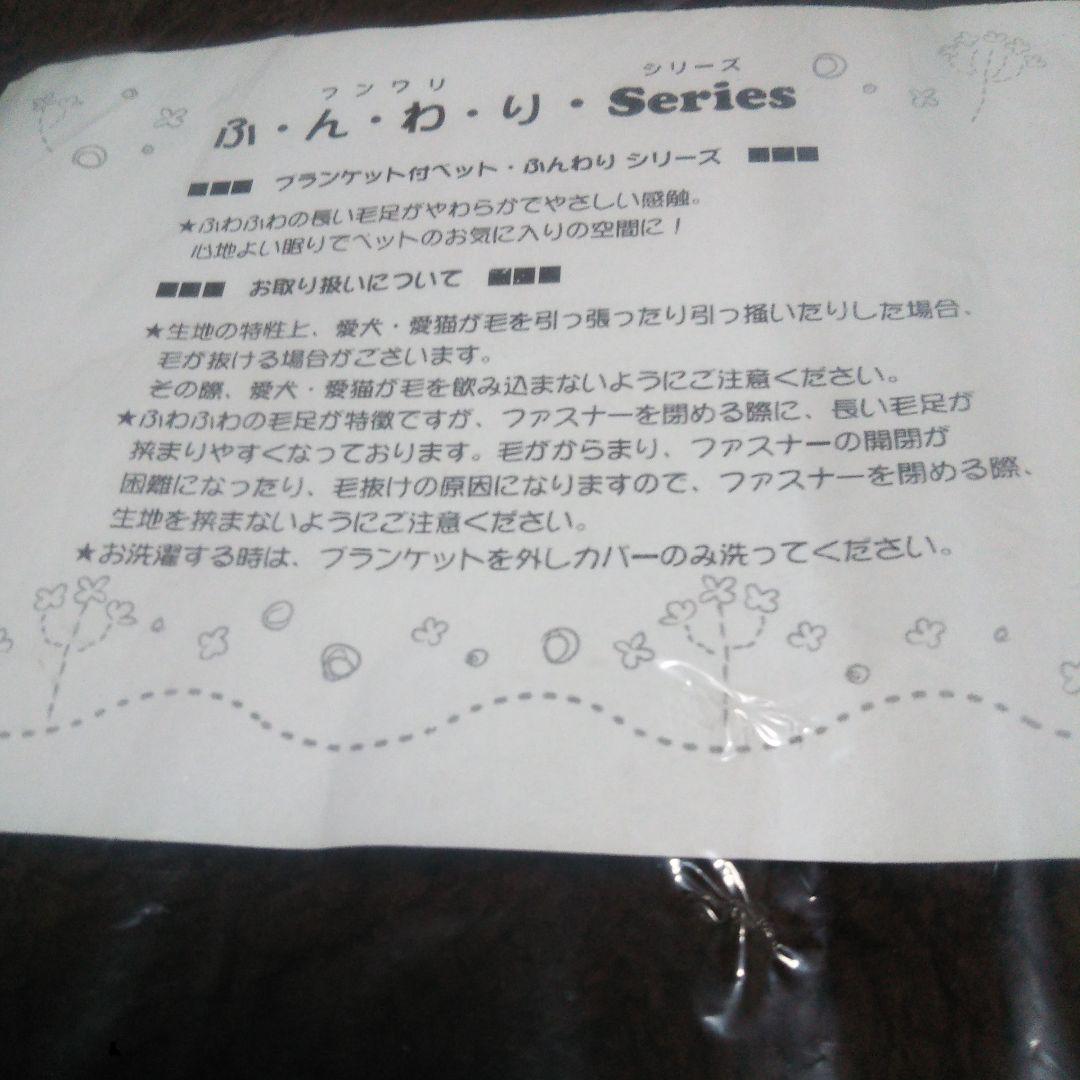 フンワリ シリーズ
ふ・ん・わ・り・Series
■■■ ブランケット付ベット・ふんわり シリーズ ■■■
★ふわふわの長い毛足がやわらかでやさしい感触。
心地よい眠りでペットのお気に入りの空間に！
■■■ お取り扱いについて ■■■
★生地の特性上、愛犬・愛猫が毛を引っ張ったり引っ掻いたりした場合、
毛が抜ける場合がございます。
その際、愛犬・愛猫が毛を飲み込まないようにご注意ください。
★ふわふわの毛足が特徴ですが、ファスナーを閉める際に、長い毛足が
挟まりやすくなっております。毛がからまり、ファスナーの開閉が
困難になったり、毛抜けの原因になりますので、ファスナーを閉める際、
生地を挟まないようにご注意ください。
★お洗濯する時は、ブランケットを外しカバーのみ洗ってください。